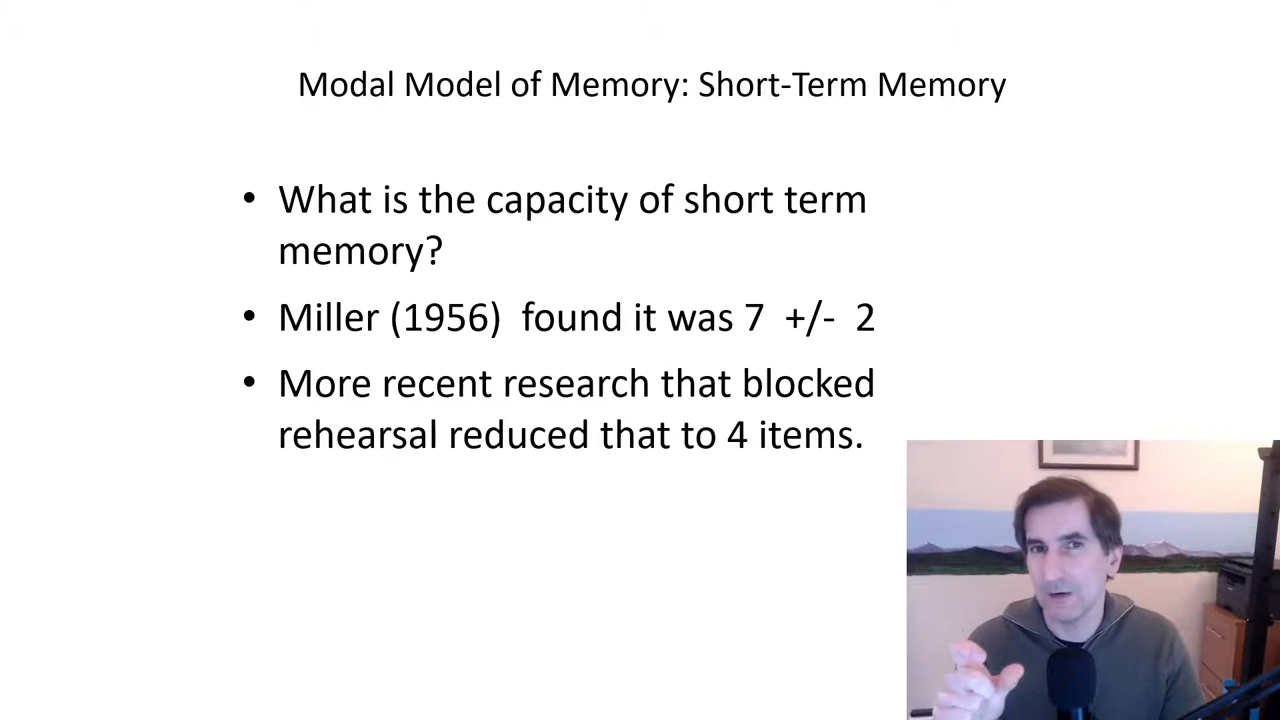 Modal Model of Memory: Short-Term Memory
• What is the capacity of short term
memory?
• Miller (1956)  found it was 7  +/-  2
• More recent research that blocked
rehearsal reduced that to 4 items.